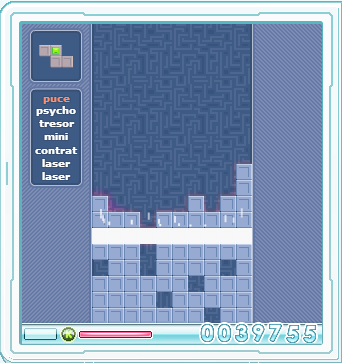 puce
psycho
tresor
mini
contrat
laser
laser
0039755